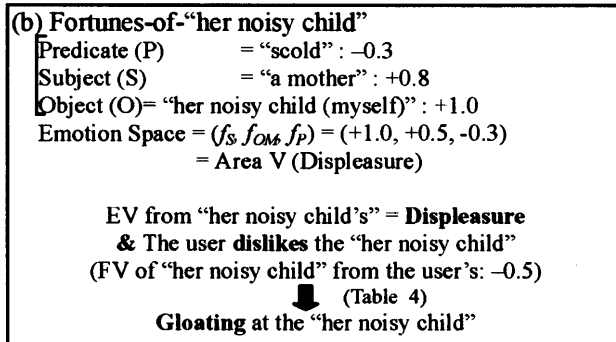 (b) Fortunes-of-“her noisy child”
Predicate (P) = “scold” : –0.3
Subject (S) = “a mother” : +0.8
Object (O)= “her noisy child (myself)” : +1.0
Emotion Space = (fS, fOM, fP) = (+1.0, +0.5, -0.3)
= Area V (Displeasure)
EV from “her noisy child’s” = Displeasure
& The user dislikes the “her noisy child”
(FV of “her noisy child” from the user’s: –0.5)
(Table 4)
Gloating at the “her noisy child”